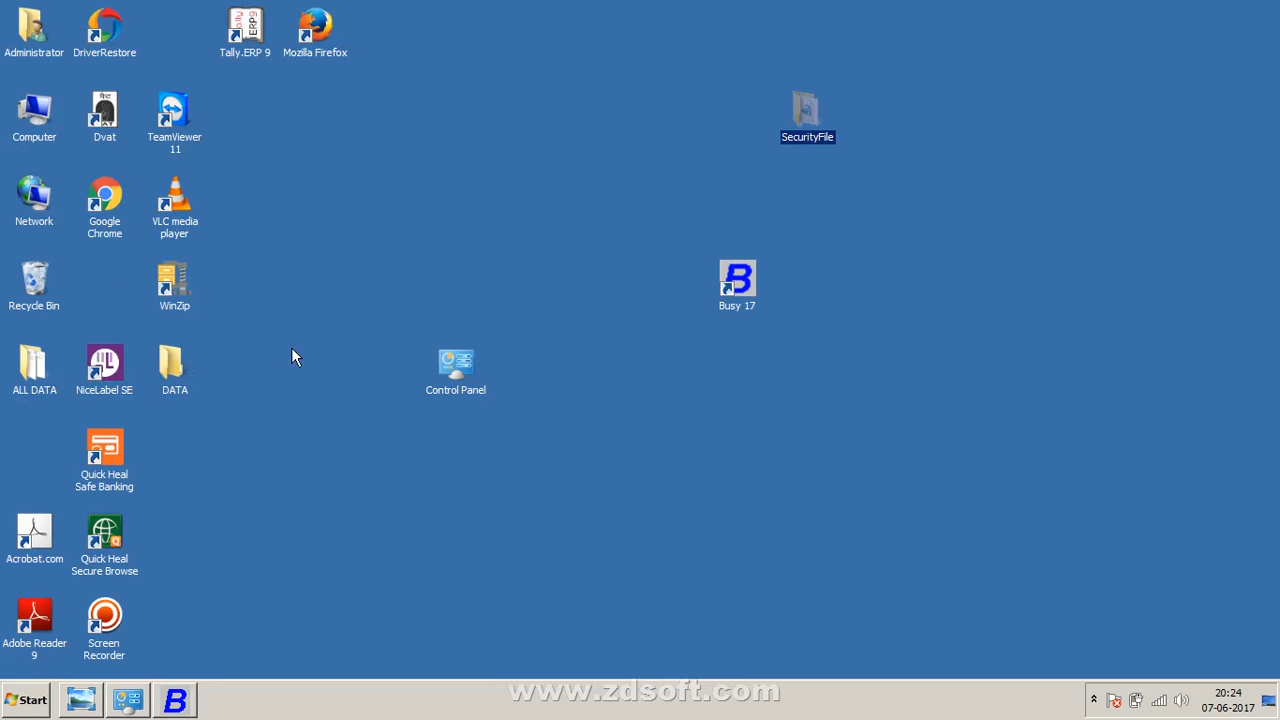 Administrator
DriverRestore
Tally.ERP 9
Mozilla Firefox
Computer
Dvat
TeamViewer
11
SecurityFile
Network
Google
Chrome
VLC media
player
Recycle Bin
WinZip
Busy 17
ALL DATA
NiceLabel SE
DATA
Control Panel
Quick Heal
Safe Banking
Acrobat.com
Quick Heal
Secure Browse
Adobe Reader
9
Screen
Recorder
Start
www.zdsoft.com
20:24
07-06-2017